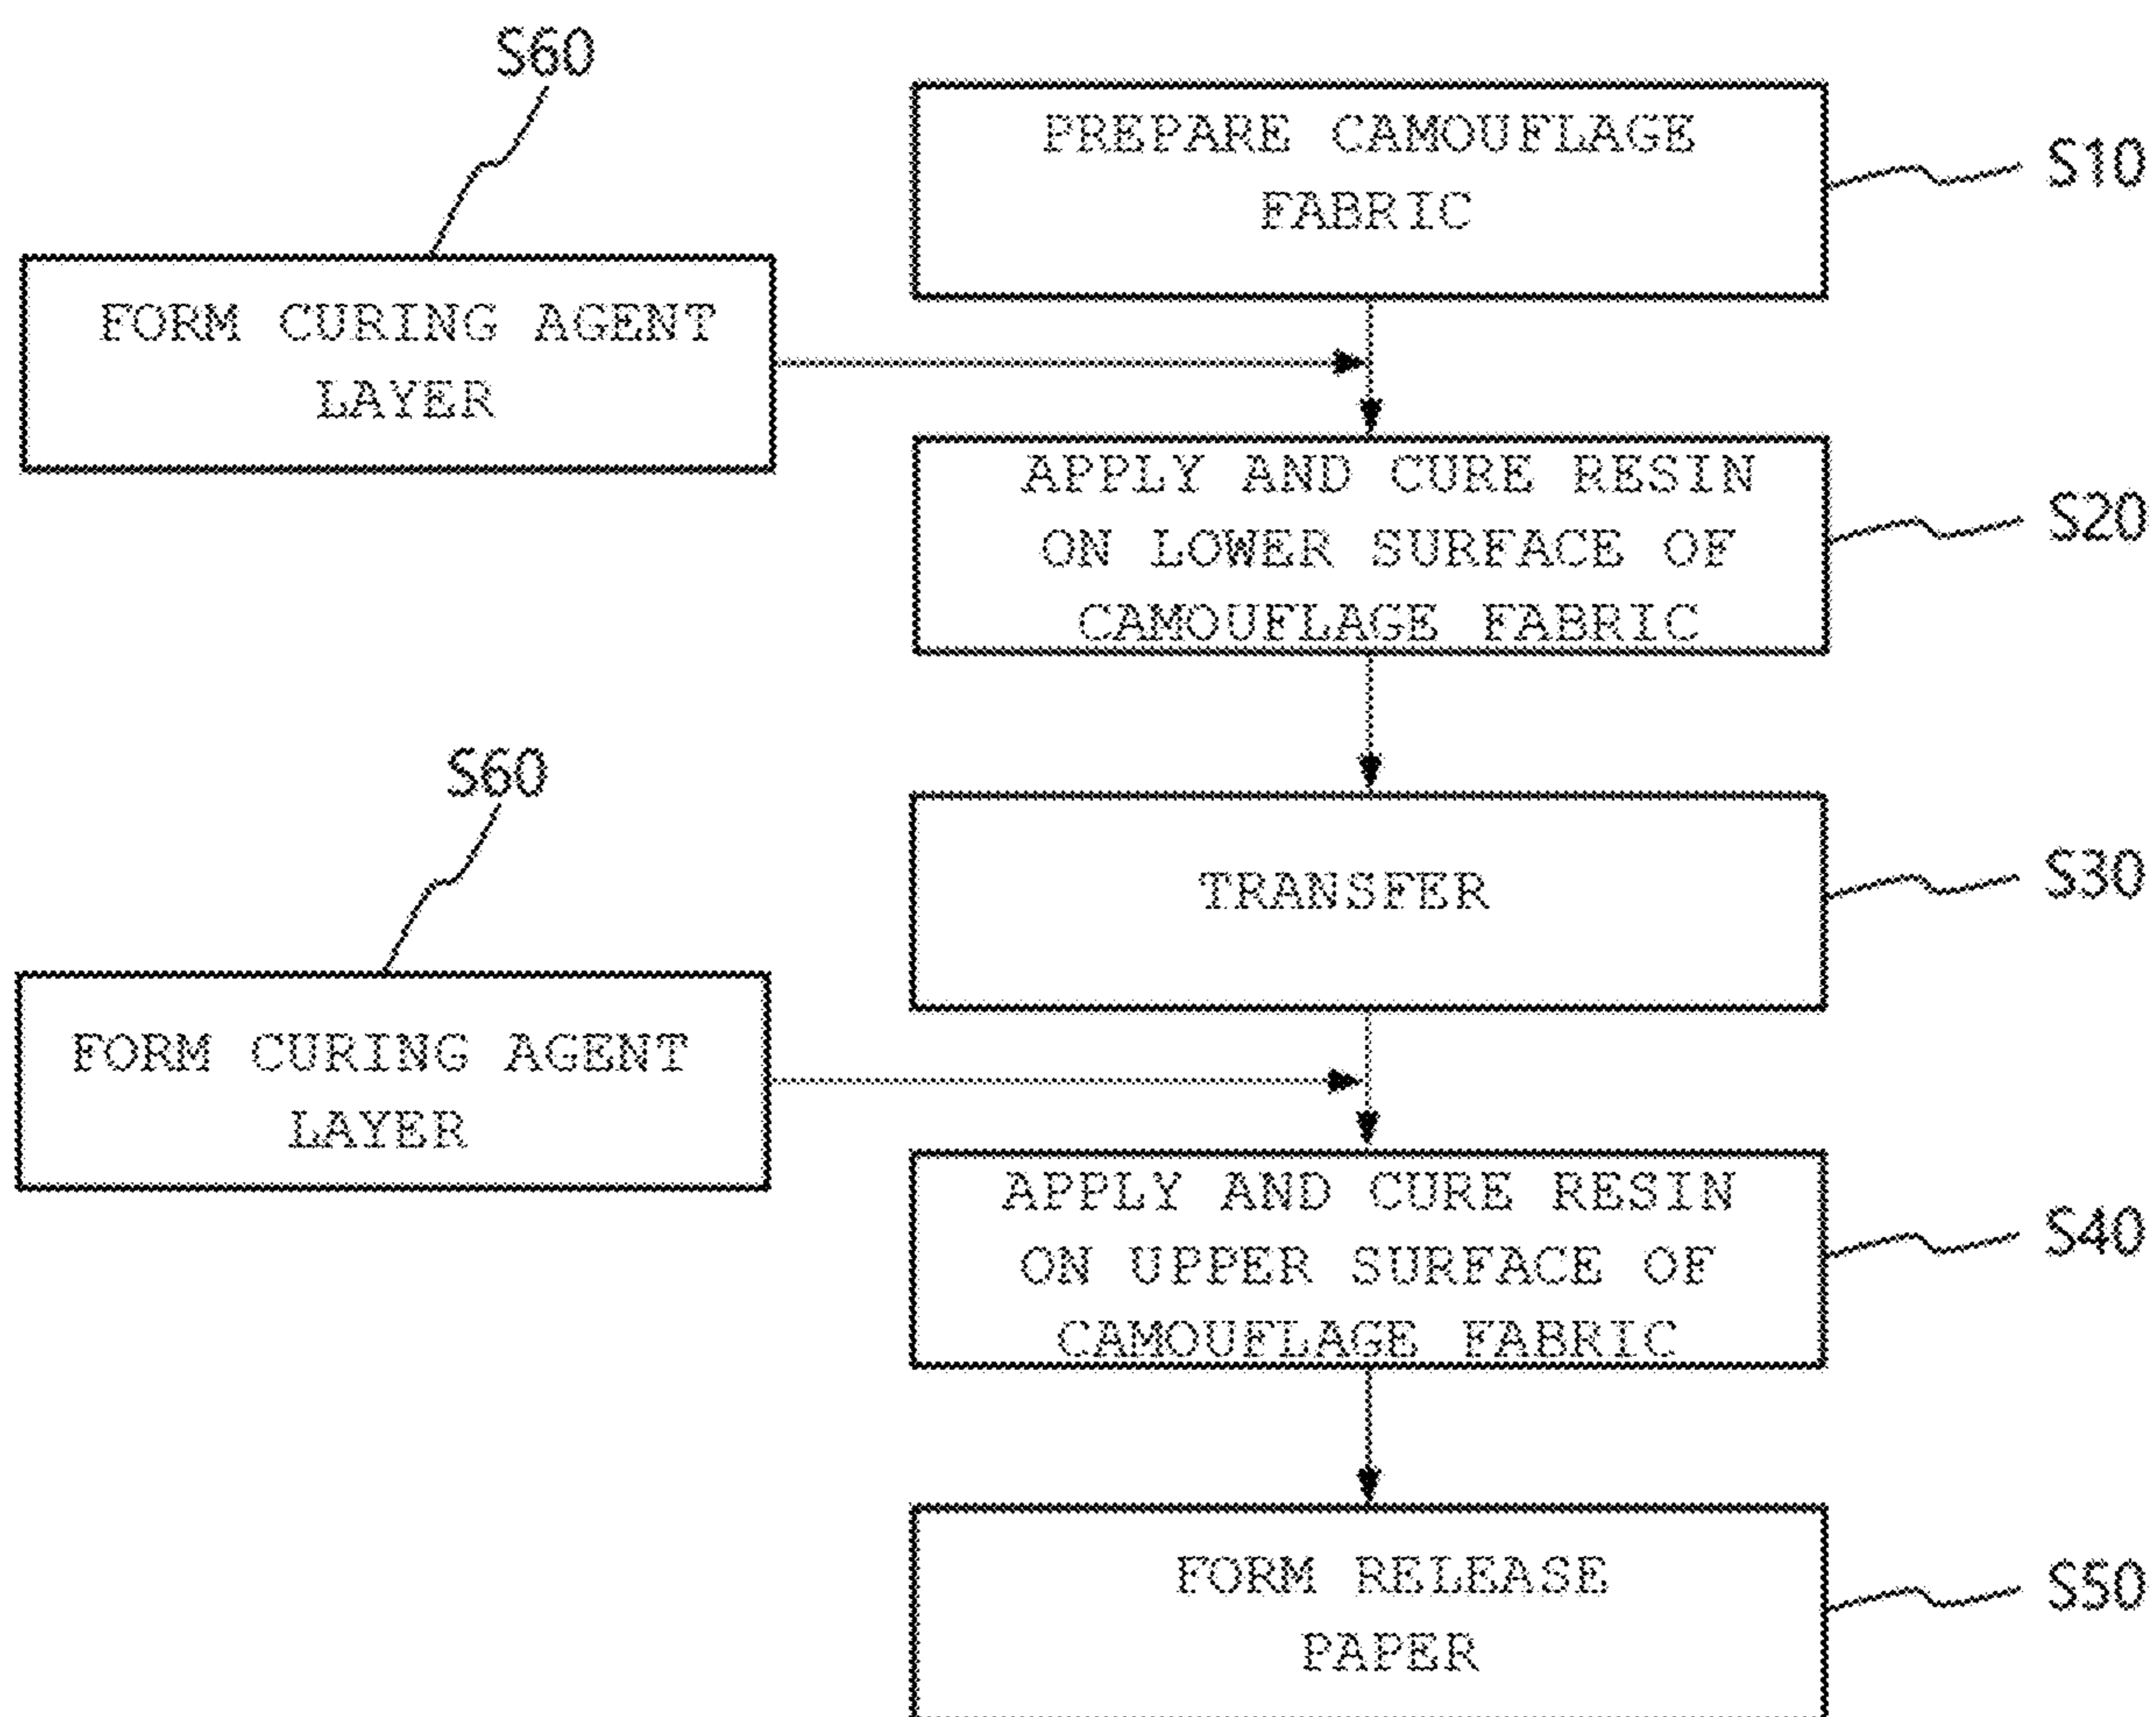 S60
PREPARE CAMOUFLAGE
FABRIC
S10
FORM CURING AGENT
LAYER
APPLY AND CURE RESIN
ON LOWER SURFACE OF
CAMOUFLAGE FABRIC
S20
S60
TRANSFER
S30
FORM CURING AGENT
LAYER
APPLY AND CURE RESIN
ON UPPER SURFACE OF
CAMOUFLAGE FABRIC
S40
FORM RELEASE
PAPER
S50